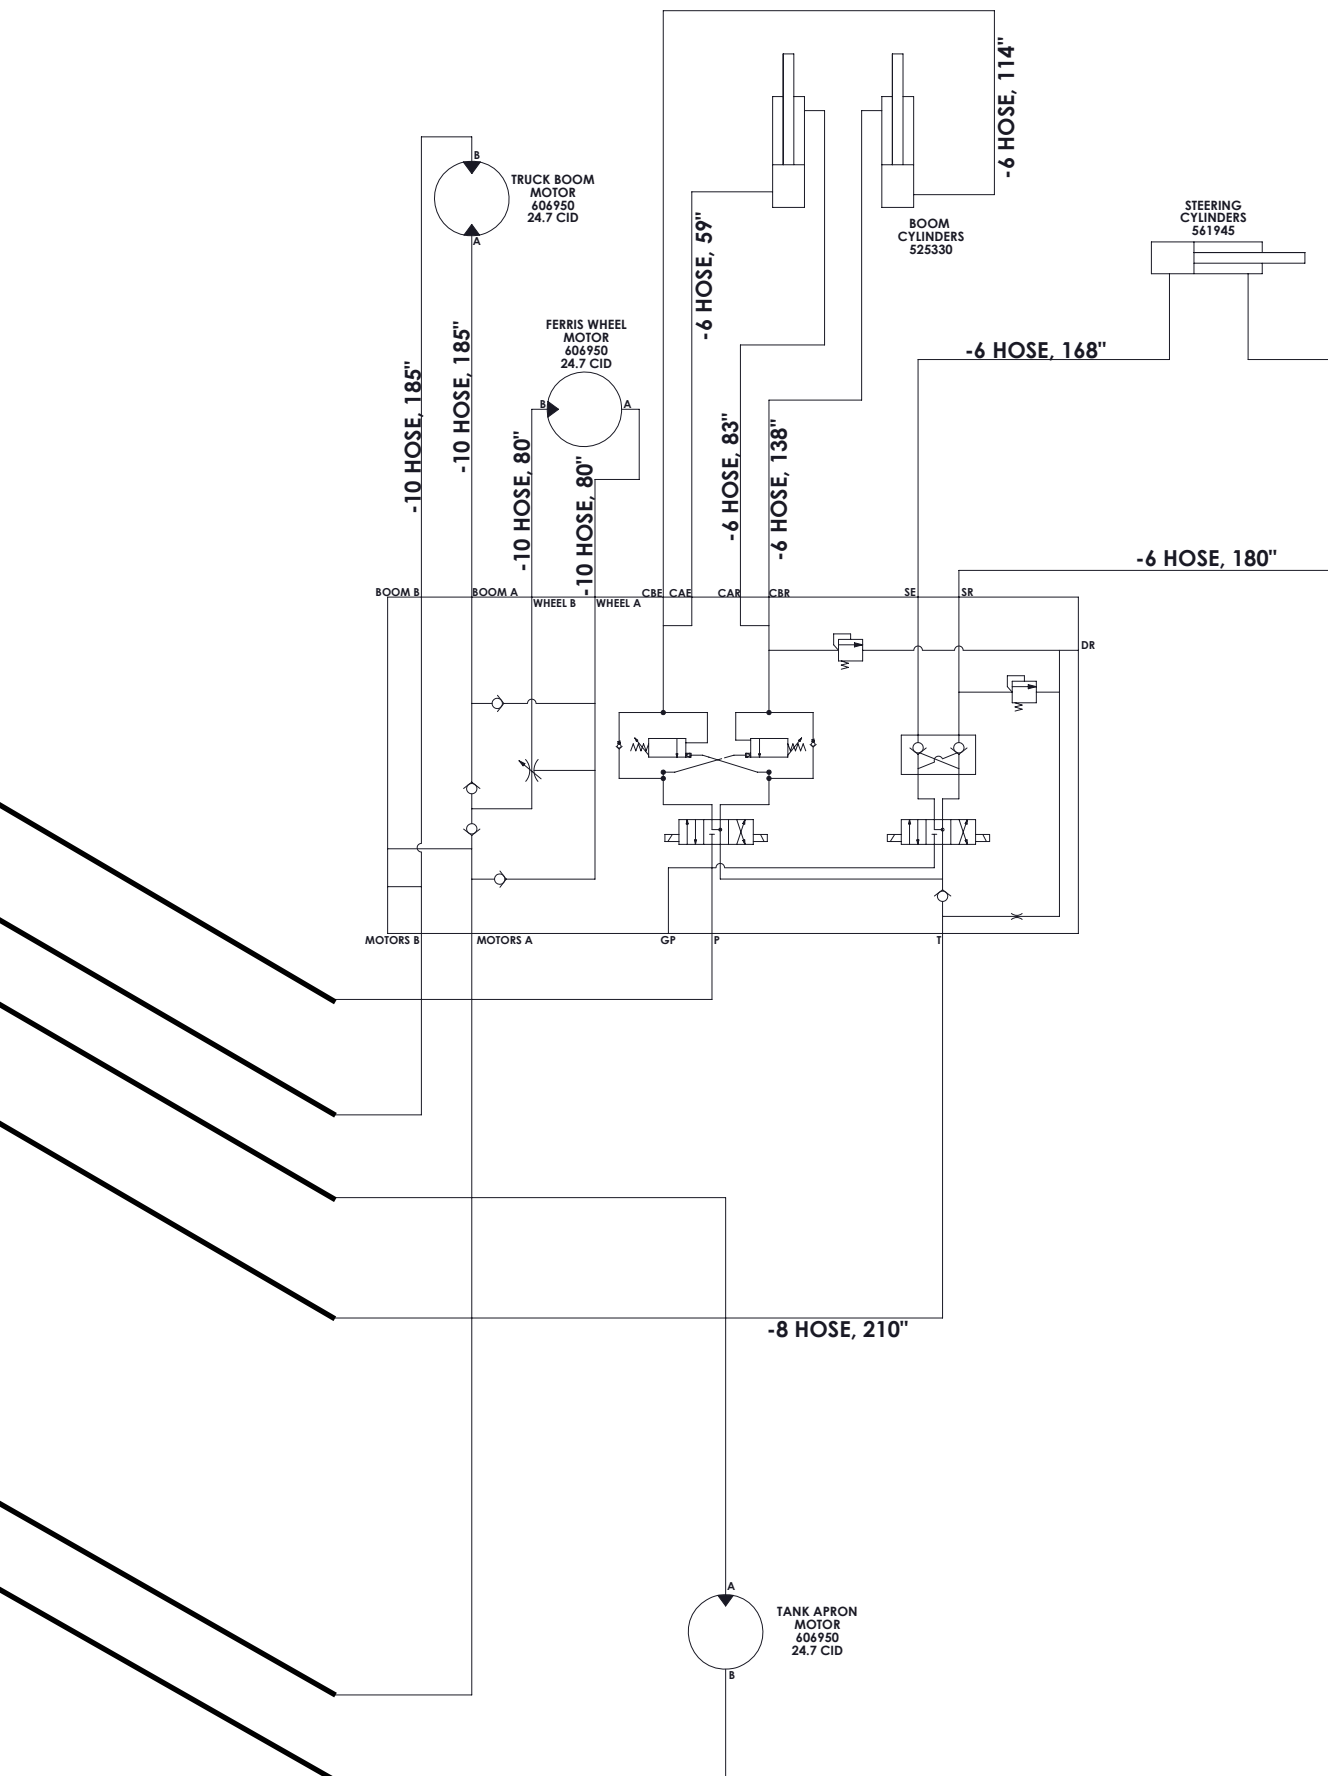 -6 HOSE, 114"
B
TRUCK BOOM
MOTOR
606950
24.7 CID
A
BOOM
CYLINDERS
525330
STEERING
CYLINDERS
561945
-6 HOSE, 59"
FERRIS WHEEL
MOTOR
606950
24.7 CID
B
A
-10 HOSE, 185"
-10 HOSE, 185"
-10 HOSE, 80"
-10 HOSE, 80"
-6 HOSE, 83"
-6 HOSE, 138"
-6 HOSE, 168"
-6 HOSE, 180"
BOOM B
BOOM A
WHEEL B
WHEEL A
CBE
CAE
CAR
CBR
SE
SR
DR
MOTORS B
MOTORS A
GP
P
T
-8 HOSE, 210"
A
TANK APRON
MOTOR
606950
24.7 CID
B